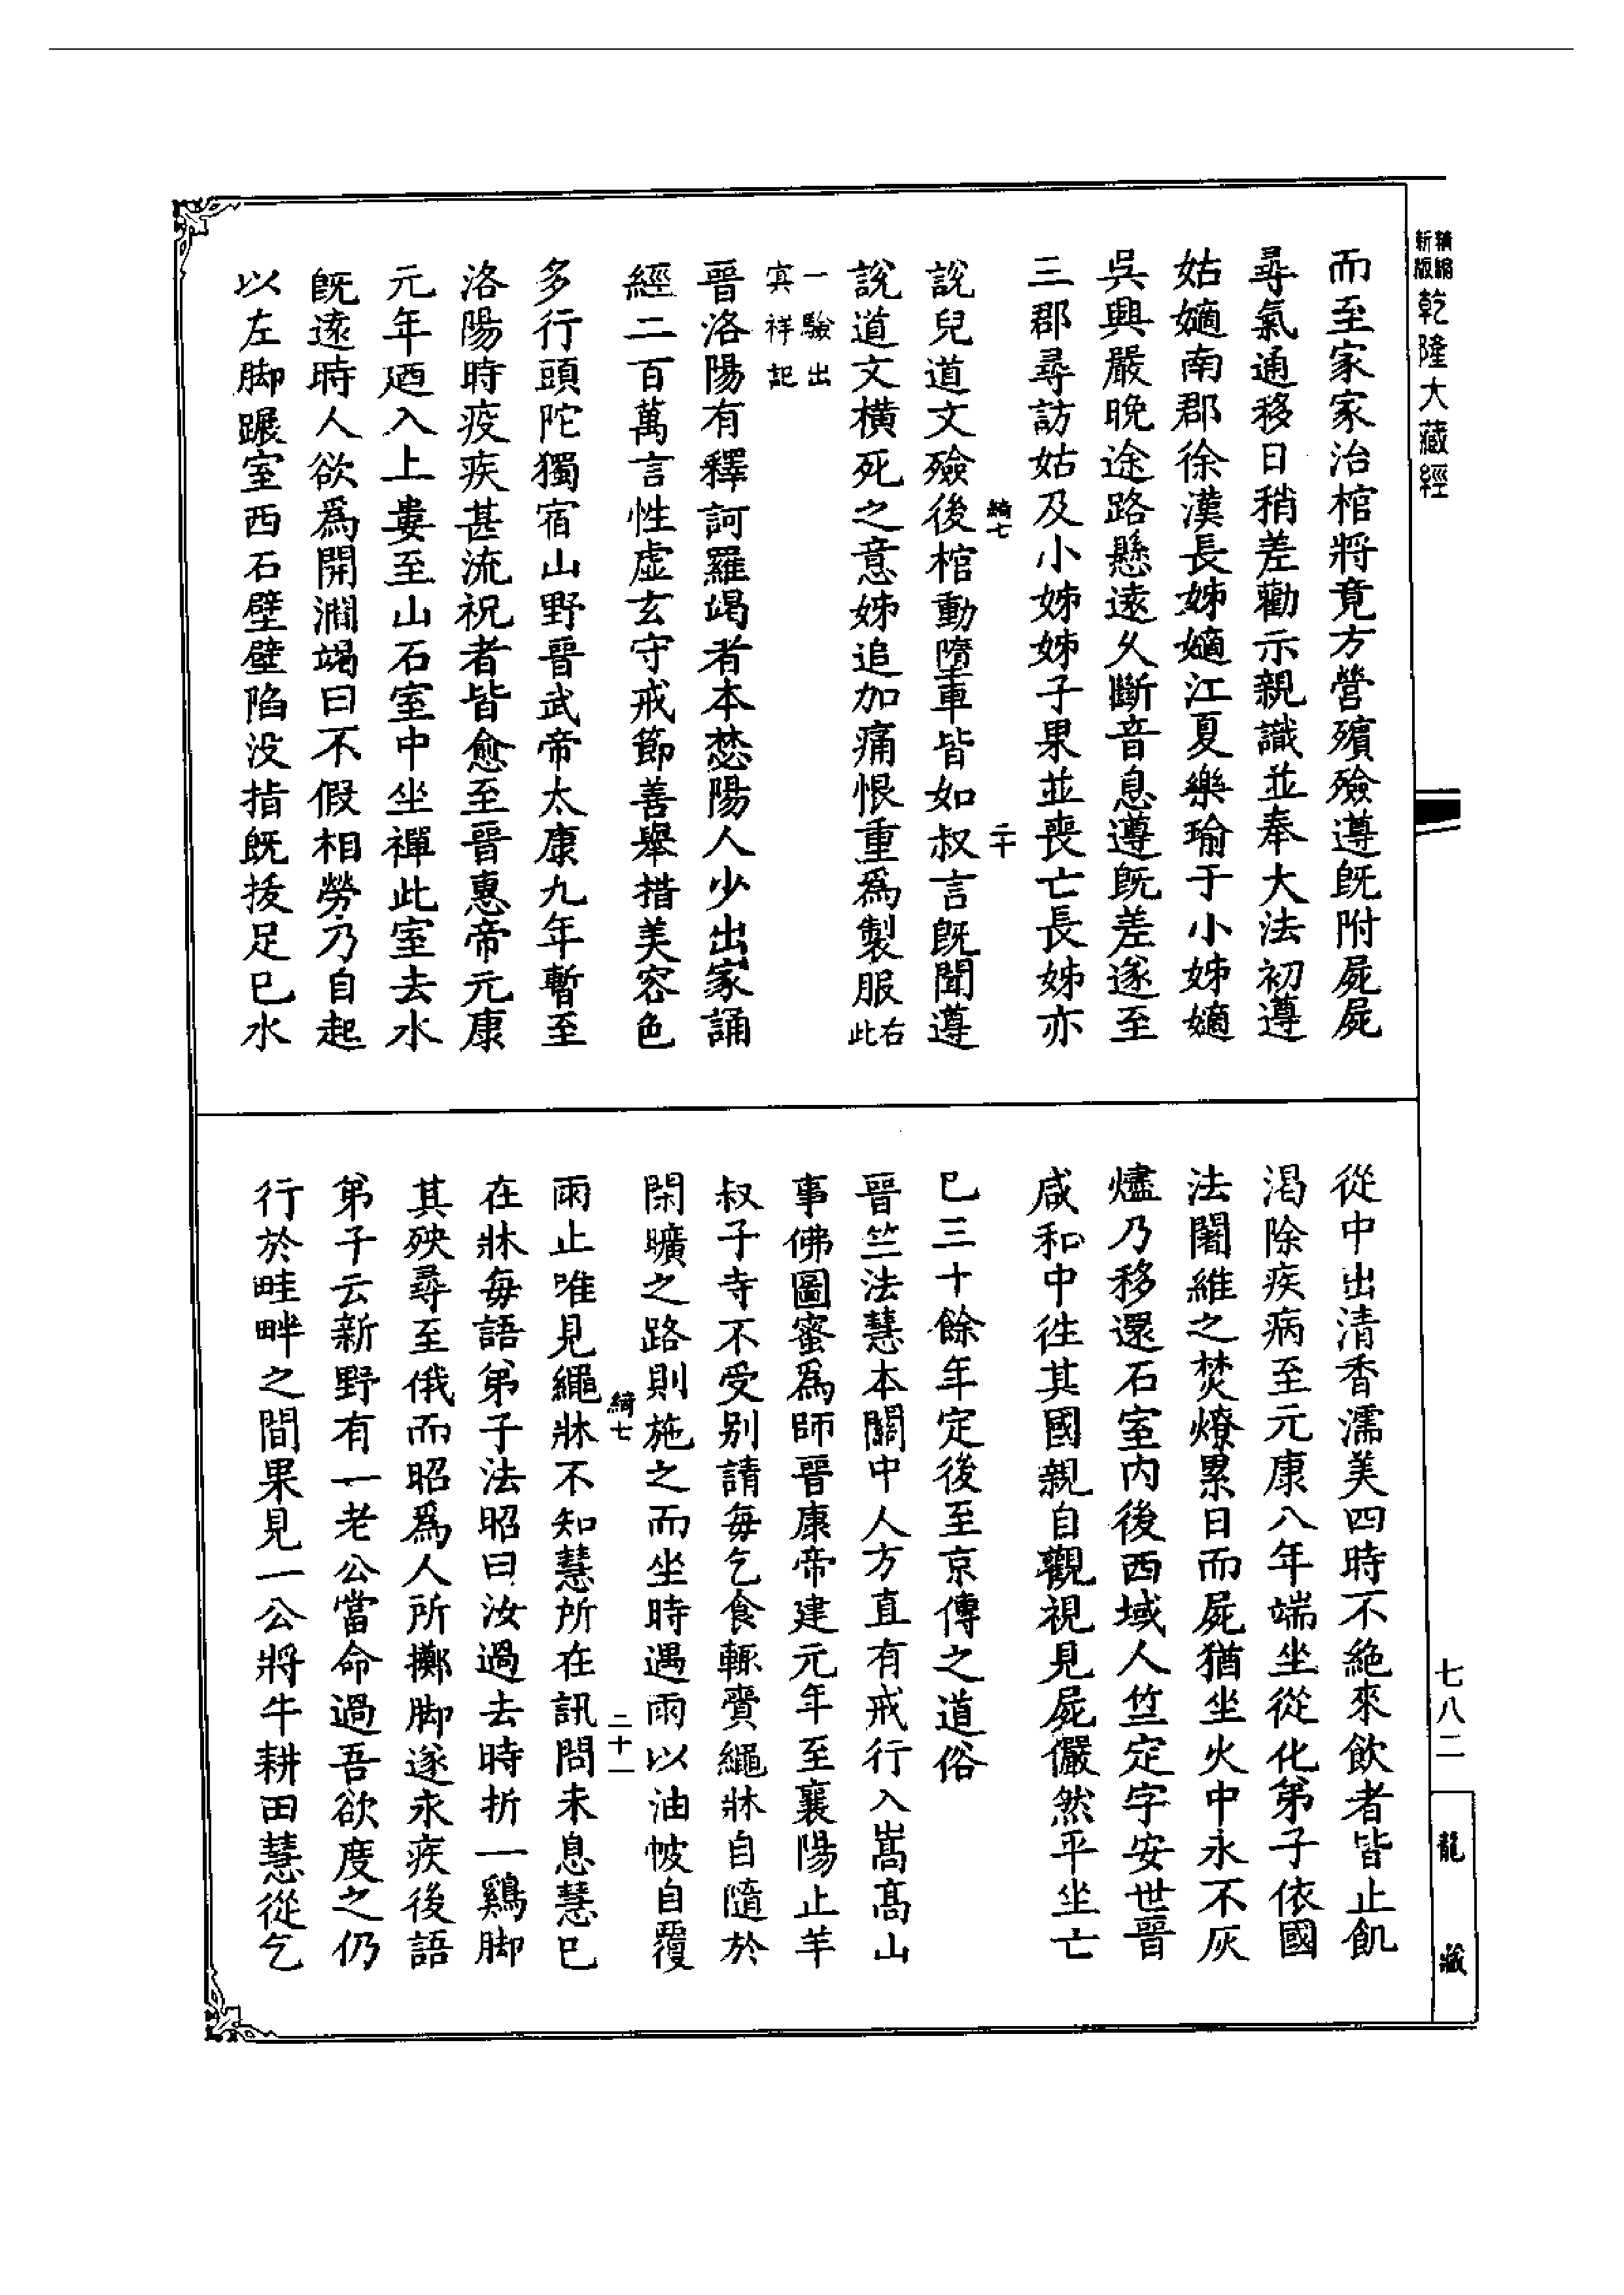 精縮新版乾隆大藏經
而至家家治棺將竟方營殯殮遵旣附屍屍
尋氣通移日稍差勸示親識並奉大法初遵
姑嫡南郡徐漢長姊嫡江夏樂瑜于小姊嫡
吳興嚴晚途路懸遠久斷音息遵旣差遂至
三郡尋訪姑及小姊姊子果並喪亡長姊亦
綺七
二十
說兒道文殮後棺動墮車皆如叔言旣聞遵
說道文橫死之意姊追加痛恨重爲製服右此
一驗出
冥祥記
晉洛陽有釋訶羅竭者本棥陽人少出家誦
經二百萬言性虛玄守戒節善舉措美容色
多行頭陀獨宿山野晉武帝太康九年暫至
洛陽時疫疾甚流祝者皆愈至晉惠帝元康
元年廼入上婁至山石室中坐禪此室去水
旣遠時人欲爲開澗竭曰不假相勞乃自起
以左脚蹍室西石壁壁陷没指旣拔足已水
從中出清香濡美四時不絶來飲者皆止飢
渴除疾病至元康八年端坐從化第子依國
法闍維之焚燎累日而屍猶坐火中永不灰
燼乃移還石室内後西域人竺定字安世晉
咸和中往其國親自觀視見屍儼然平坐亡
已三十餘年定後至京傳之道俗
晉竺法慧本關中人方直有戒行入嵩高山
事佛圖蜜爲師晉康帝建元年至襄陽止羊
叔子寺不受别請每乞食輒賷繩牀自隨於
閑曠之路則施之而坐時遇雨以油帔自覆
綺七
二十一
雨止唯見繩牀不知慧所在訊問未息慧已
在牀每語第子法昭曰汝過去時折一鷄脚
其殃尋至俄而昭爲人所擲脚遂永疾後語
第子云新野有一老公當命過吾欲度之仍
行於畦畔之間果見一公將牛耕田慧從乞
七八二
龍藏